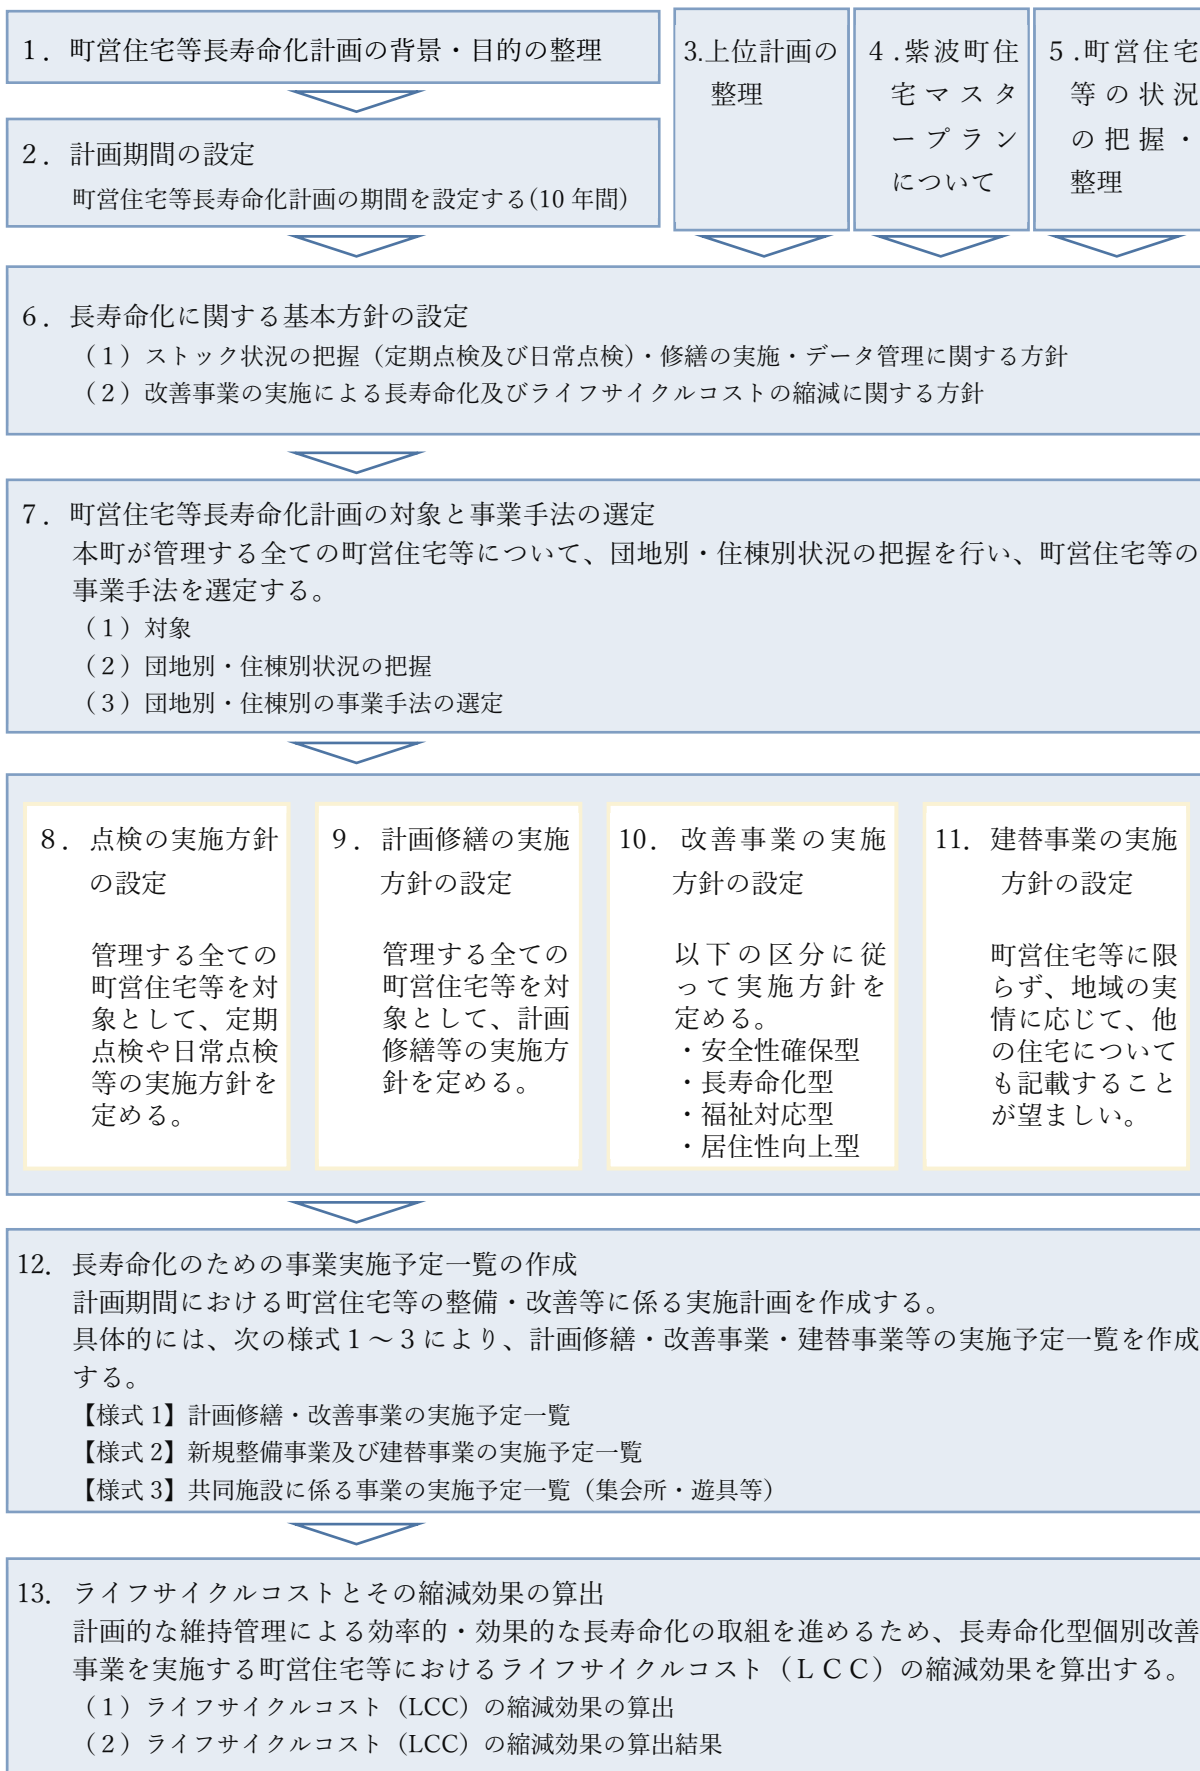 1．町営住宅等長寿命化計画の背景・目的の整理
2．計画期間の設定
町営住宅等長寿命化計画の期間を設定する(10 年間)
3.上位計画の
整理
４.紫波町住
宅マスタ
ープラン
について
５.町営住宅
等の状況
の把握・
整理
6．長寿命化に関する基本方針の設定
（1）ストック状況の把握（定期点検及び日常点検）・修繕の実施・データ管理に関する方針
（2）改善事業の実施による長寿命化及びライフサイクルコストの縮減に関する方針
7．町営住宅等長寿命化計画の対象と事業手法の選定
本町が管理する全ての町営住宅等について、団地別・住棟別状況の把握を行い、町営住宅等の
事業手法を選定する。
（1）対象
（2）団地別・住棟別状況の把握
（3）団地別・住棟別の事業手法の選定
8．点検の実施方針
の設定
管理する全ての
町営住宅等を対
象として、定期
点検や日常点検
等の実施方針を
定める。
9．計画修繕の実施
方針の設定
管理する全ての
町営住宅等を対
象として、計画
修繕等の実施方
針を定める。
10．改善事業の実施
方針の設定
以下の区分に従
って実施方針を
定める。
・安全性確保型
・長寿命化型
・福祉対応型
・居住性向上型
11．建替事業の実施
方針の設定
町営住宅等に限
らず、地域の実
情に応じて、他
の住宅について
も記載すること
が望ましい。
12．長寿命化のための事業実施予定一覧の作成
計画期間における町営住宅等の整備・改善等に係る実施計画を作成する。
具体的には、次の様式１～３により、計画修繕・改善事業・建替事業等の実施予定一覧を作成
する。
【様式 1】計画修繕・改善事業の実施予定一覧
【様式 2】新規整備事業及び建替事業の実施予定一覧
【様式 3】共同施設に係る事業の実施予定一覧（集会所・遊具等）
13．ライフサイクルコストとその縮減効果の算出
計画的な維持管理による効率的・効果的な長寿命化の取組を進めるため、長寿命化型個別改善
事業を実施する町営住宅等におけるライフサイクルコスト（ＬＣＣ）の縮減効果を算出する。
（1）ライフサイクルコスト（LCC）の縮減効果の算出
（2）ライフサイクルコスト（LCC）の縮減効果の算出結果